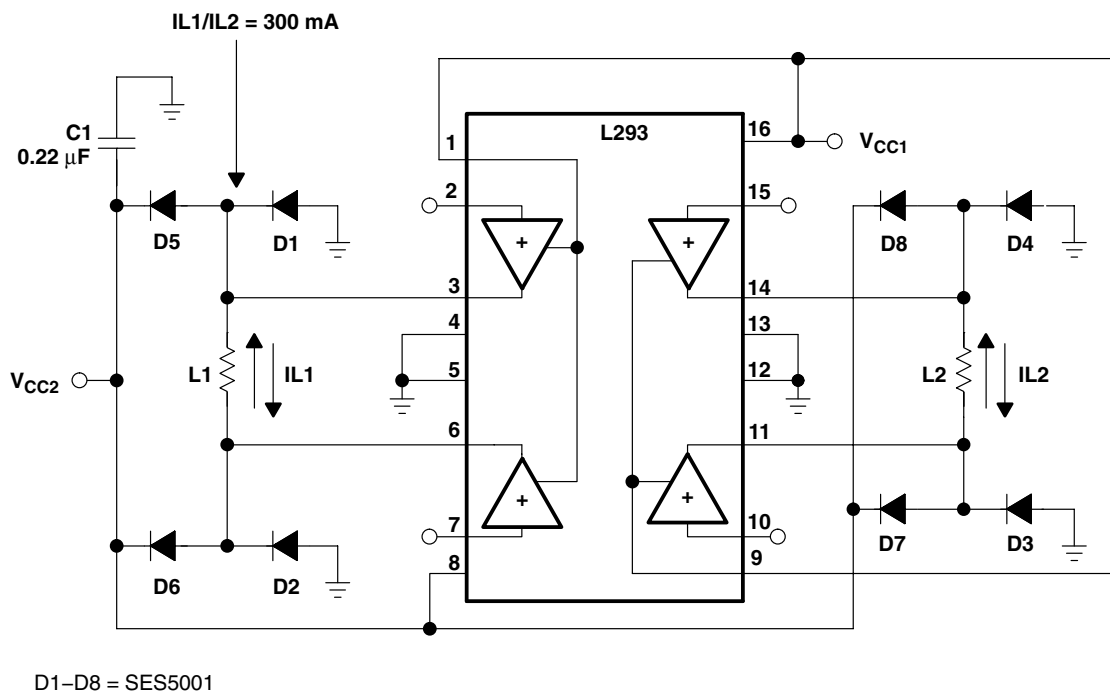 IL1/IL2 = 300 mA
C1
0.22 μF
L293
1
16
VCC1
2
15
D5
D1
D8
D4
+
+
3
14
4
13
L1
IL1
VCC2
5
12
L2
IL2
6
11
+
+
7
10
D6
D2
D7
D3
8
9
D1–D8 = SES5001